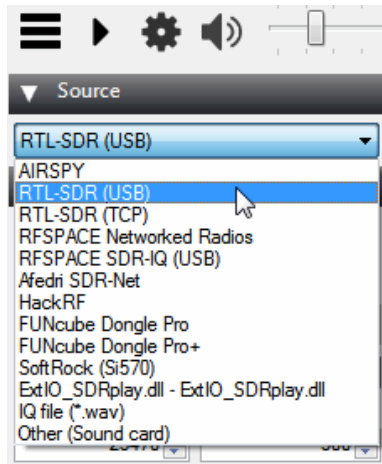 Source
RTL-SDR (USB)
AIRSPY
RTL-SDR (USB)
RTL-SDR (TCP)
RFSPACE Networked Radios
RFSPACE SDR-IQ (USB)
Afedri SDR-Net
HackRF
FUNcube Dongle Pro
FUNcube Dongle Pro+
SoftRock (Si570)
ExtIO_SDRplay.dll - ExtIO_SDRplay.dll
IQ file (*.wav)
Other (Sound card)